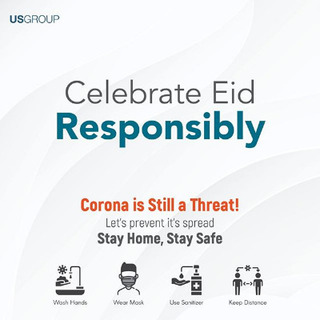 USGROUP
Celebrate Eid
Responsibly
Corona is Still a Threat!
Let's prevent it's spread
Stay Home, Stay Safe
Wash Hands Wear Mask Use Sanitizer Keep Distance